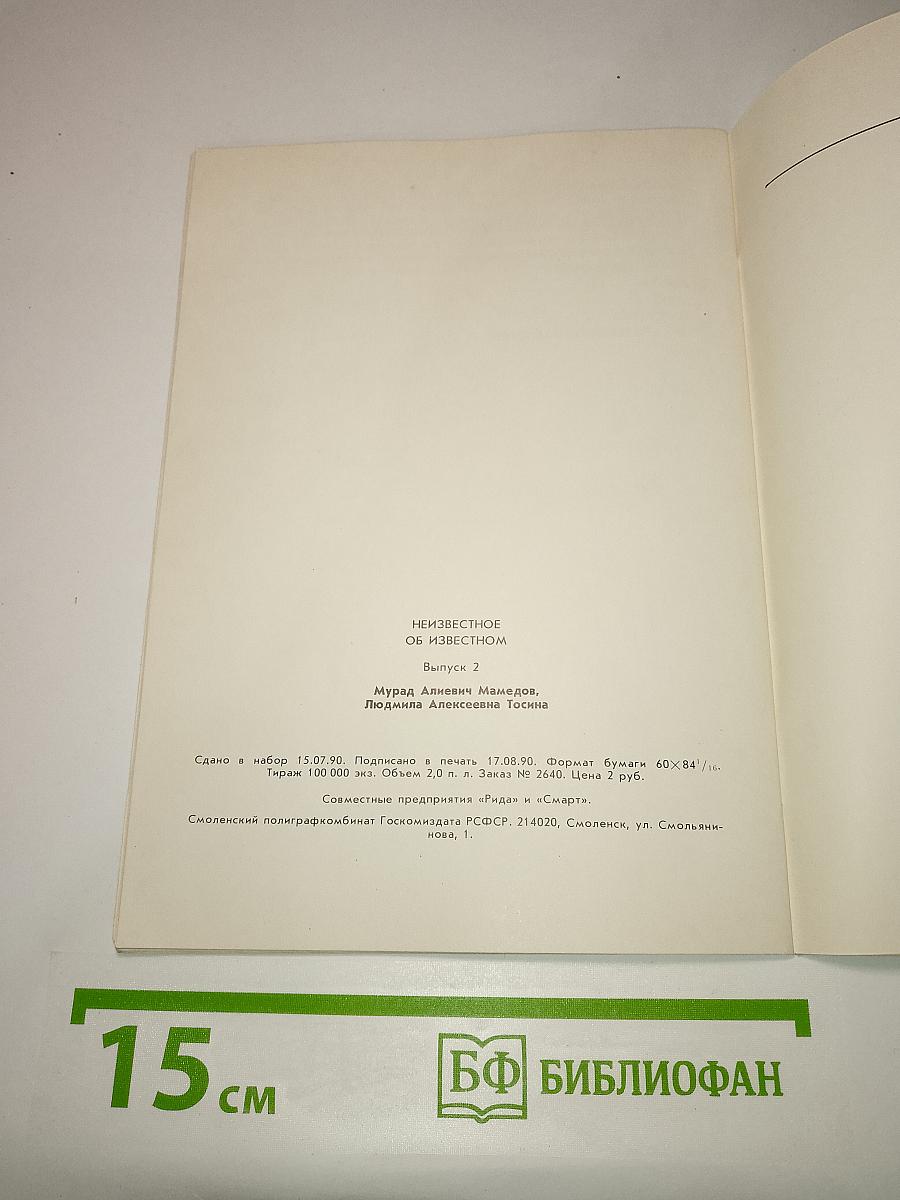 НЕИЗВЕСТНОЕ
ОБ ИЗВЕСТНОМ
Выпуск 2
Мурад Алиевич Мамедов,
Людмила Алексеевна Тосина
Сдано в набор 15.07.90. Подписано в печать 17.08.90. Формат бумаги 60×84¹/₁₆.
Тираж 100 000 экз. Объем 2,0 п. л. Заказ № 2640. Цена 2 руб.
Совместные предприятия «Рида» и «Смарт».
Смоленский полиграфкомбинат Госкомиздата РСФСР. 214020, Смоленск, ул. Смольяни-
нова, 1.
15 см
БФ БИБЛИОФАН